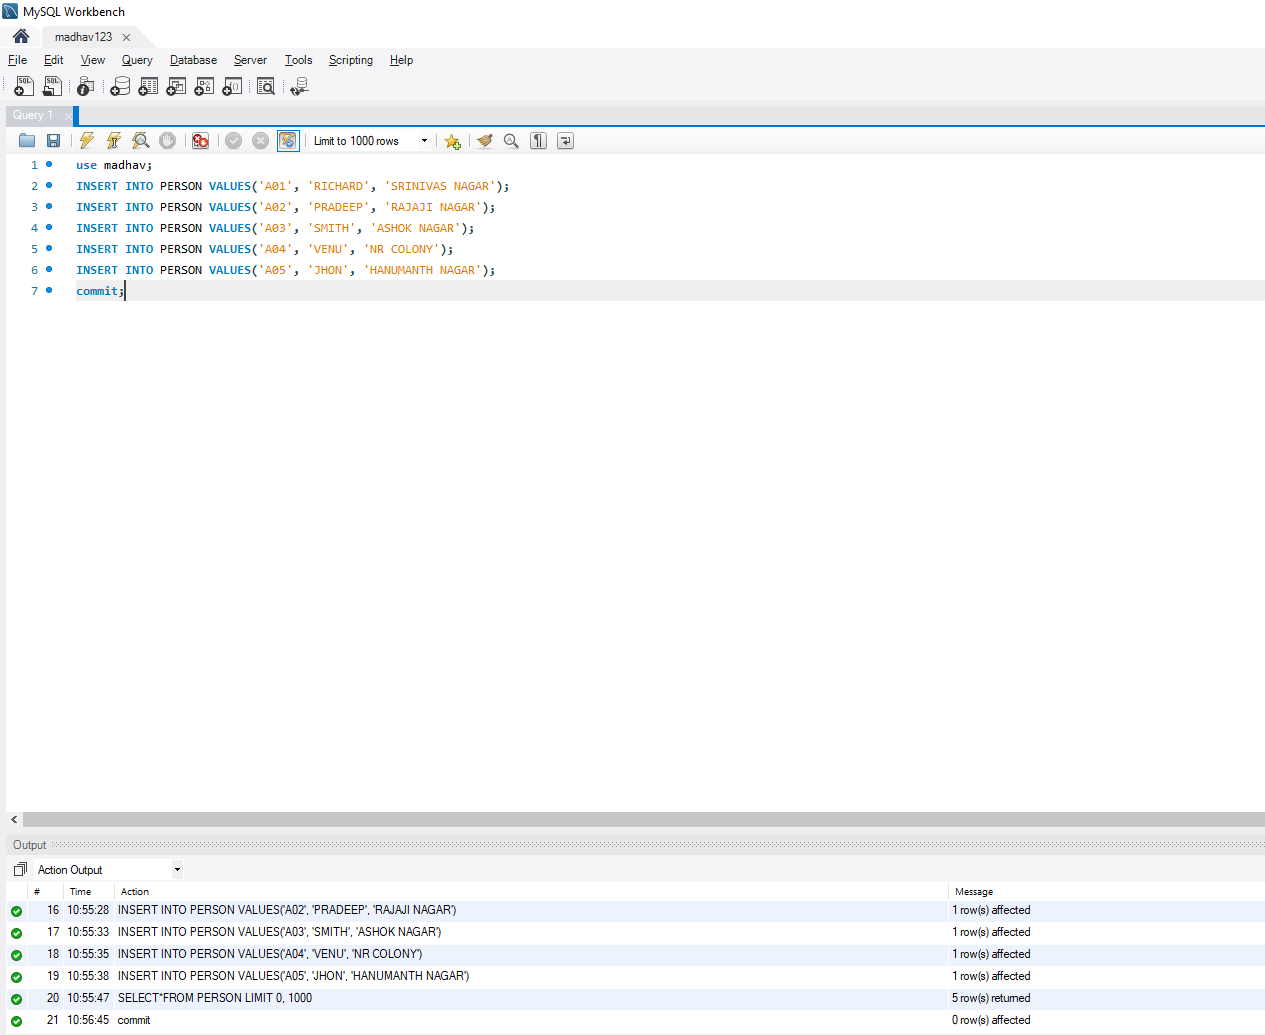 MySQL Workbench
madhav123
File Edit View Query Database Server Tools Scripting Help
Query 1
Limit to 1000 rows
1 use madhav;
2 INSERT INTO PERSON VALUES('A01', 'RICHARD', 'SRINIVAS NAGAR');
3 INSERT INTO PERSON VALUES('A02', 'PRADEEP', 'RAJAJI NAGAR');
4 INSERT INTO PERSON VALUES('A03', 'SMITH', 'ASHOK NAGAR');
5 INSERT INTO PERSON VALUES('A04', 'VENU', 'NR COLONY');
6 INSERT INTO PERSON VALUES('A05', 'JHON', 'HANUMANTH NAGAR');
7 commit;
Output
Action Output
# Time Action Message
16 10:55:28 INSERT INTO PERSON VALUES('A02', 'PRADEEP', 'RAJAJI NAGAR') 1 row(s) affected
17 10:55:33 INSERT INTO PERSON VALUES('A03', 'SMITH', 'ASHOK NAGAR') 1 row(s) affected
18 10:55:35 INSERT INTO PERSON VALUES('A04', 'VENU', 'NR COLONY') 1 row(s) affected
19 10:55:38 INSERT INTO PERSON VALUES('A05', 'JHON', 'HANUMANTH NAGAR') 1 row(s) affected
20 10:55:47 SELECT*FROM PERSON LIMIT 0, 1000 5 row(s) returned
21 10:56:45 commit 0 row(s) affected